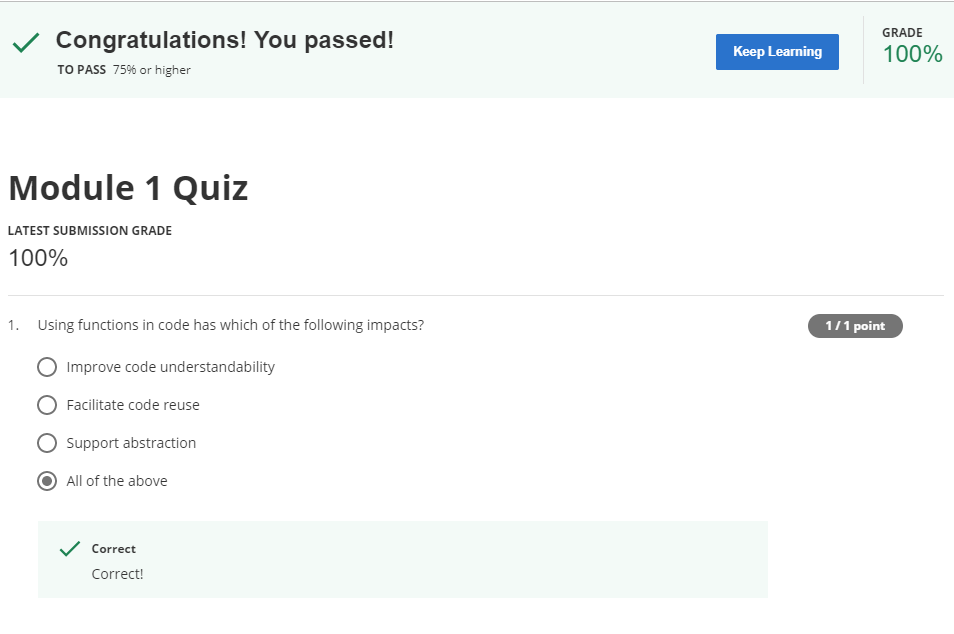 Congratulations! You passed!
TO PASS 75% or higher
Keep Learning
GRADE
100%
Module 1 Quiz
LATEST SUBMISSION GRADE
100%
1. Using functions in code has which of the following impacts?
1 / 1 point
Improve code understandability
Facilitate code reuse
Support abstraction
All of the above
Correct
Correct!